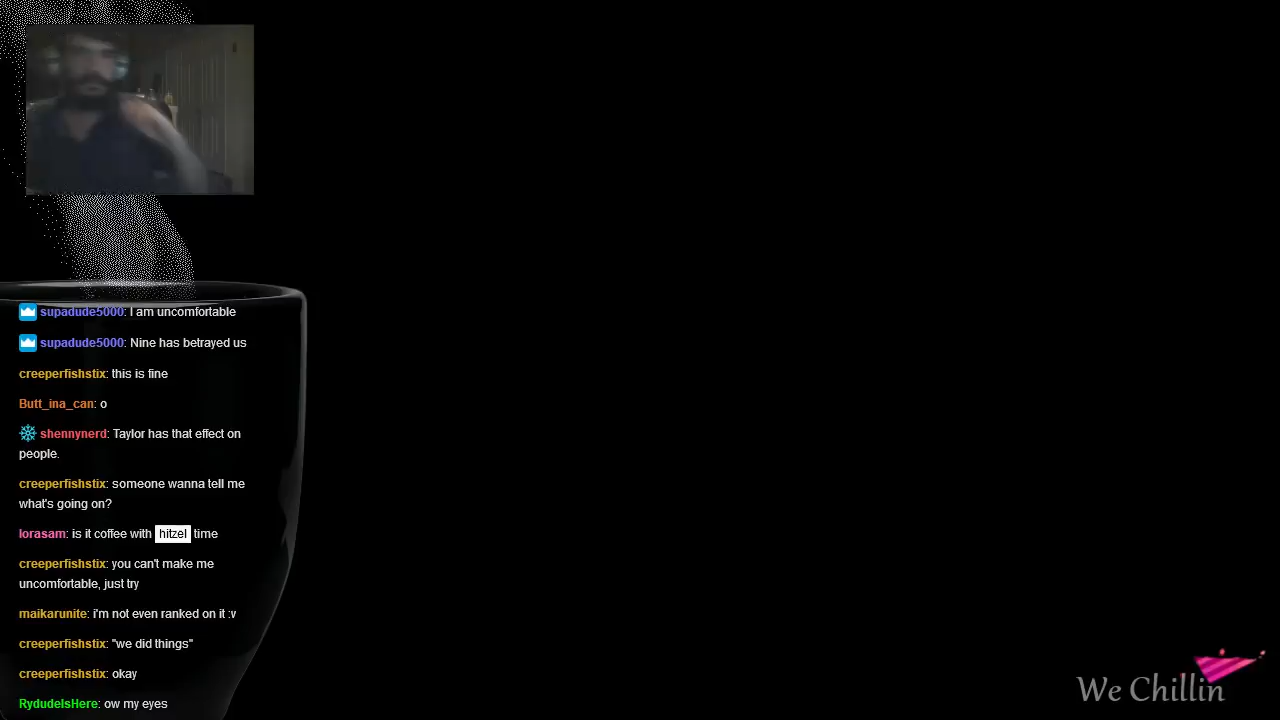 supadude5000: I am uncomfortable
supadude5000: Nine has betrayed us
creeperfishstix: this is fine
Butt_ina_can: o
shennynerd: Taylor has that effect on
people.
creeperfishstix: someone wanna tell me
what's going on?
lorasam: is it coffee with hitzel time
creeperfishstix: you can't make me
uncomfortable, just try
maikarunite: i'm not even ranked on it :v
creeperfishstix: "we did things"
creeperfishstix: okay
RydudeIsHere: ow my eyes
We Chillin